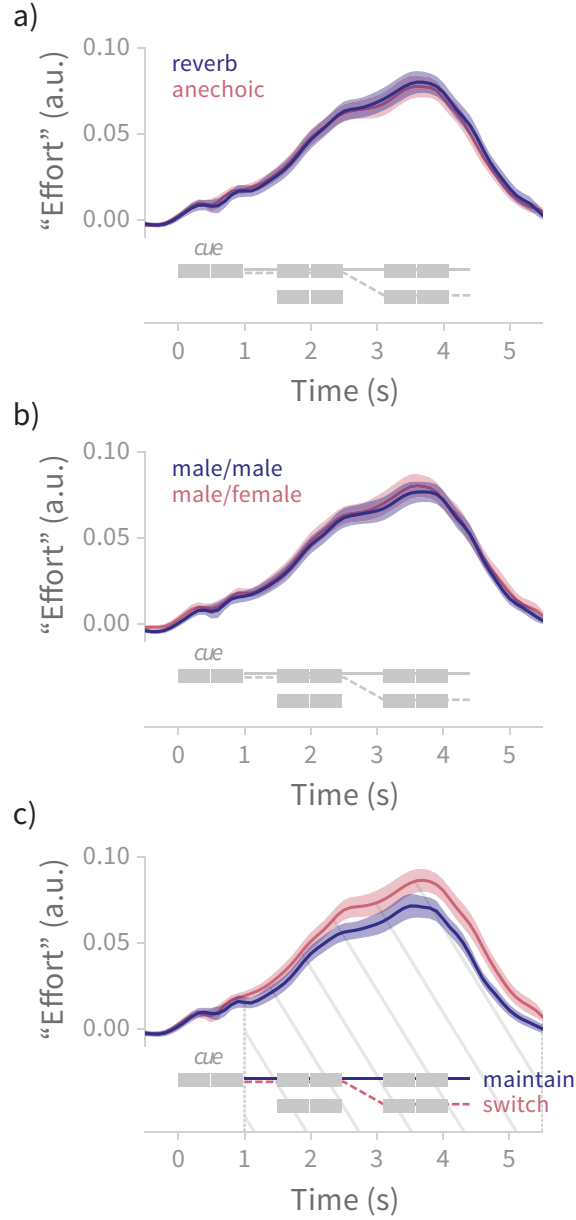 a)
0.10
reverb
anechoic
0.05
0.00
"Effort" (a.u.)
cue
0 1 2 3 4 5
Time (s)
b)
0.10
male/male
male/female
0.05
0.00
"Effort" (a.u.)
cue
0 1 2 3 4 5
Time (s)
c)
0.10
0.05
0.00
"Effort" (a.u.)
cue
maintain
switch
0 1 2 3 4 5
Time (s)